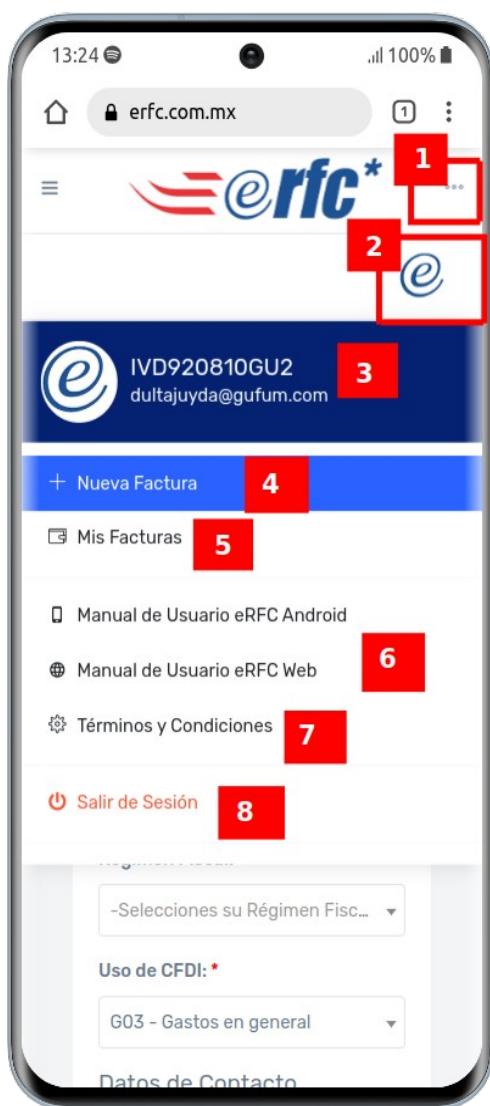 13:24
100%
erfc.com.mx
1
1
erfc*
2
e
e
IVD920810GU2
dultajuyda@gufum.com
3
+ Nueva Factura
4
Mis Facturas
5
Manual de Usuario eRFC Android
Manual de Usuario eRFC Web
6
Términos y Condiciones
7
Salir de Sesión
8
-Selecciones su Régimen Fisc...
Uso de CFDI: *
G03 - Gastos en general
Datos de Contacto